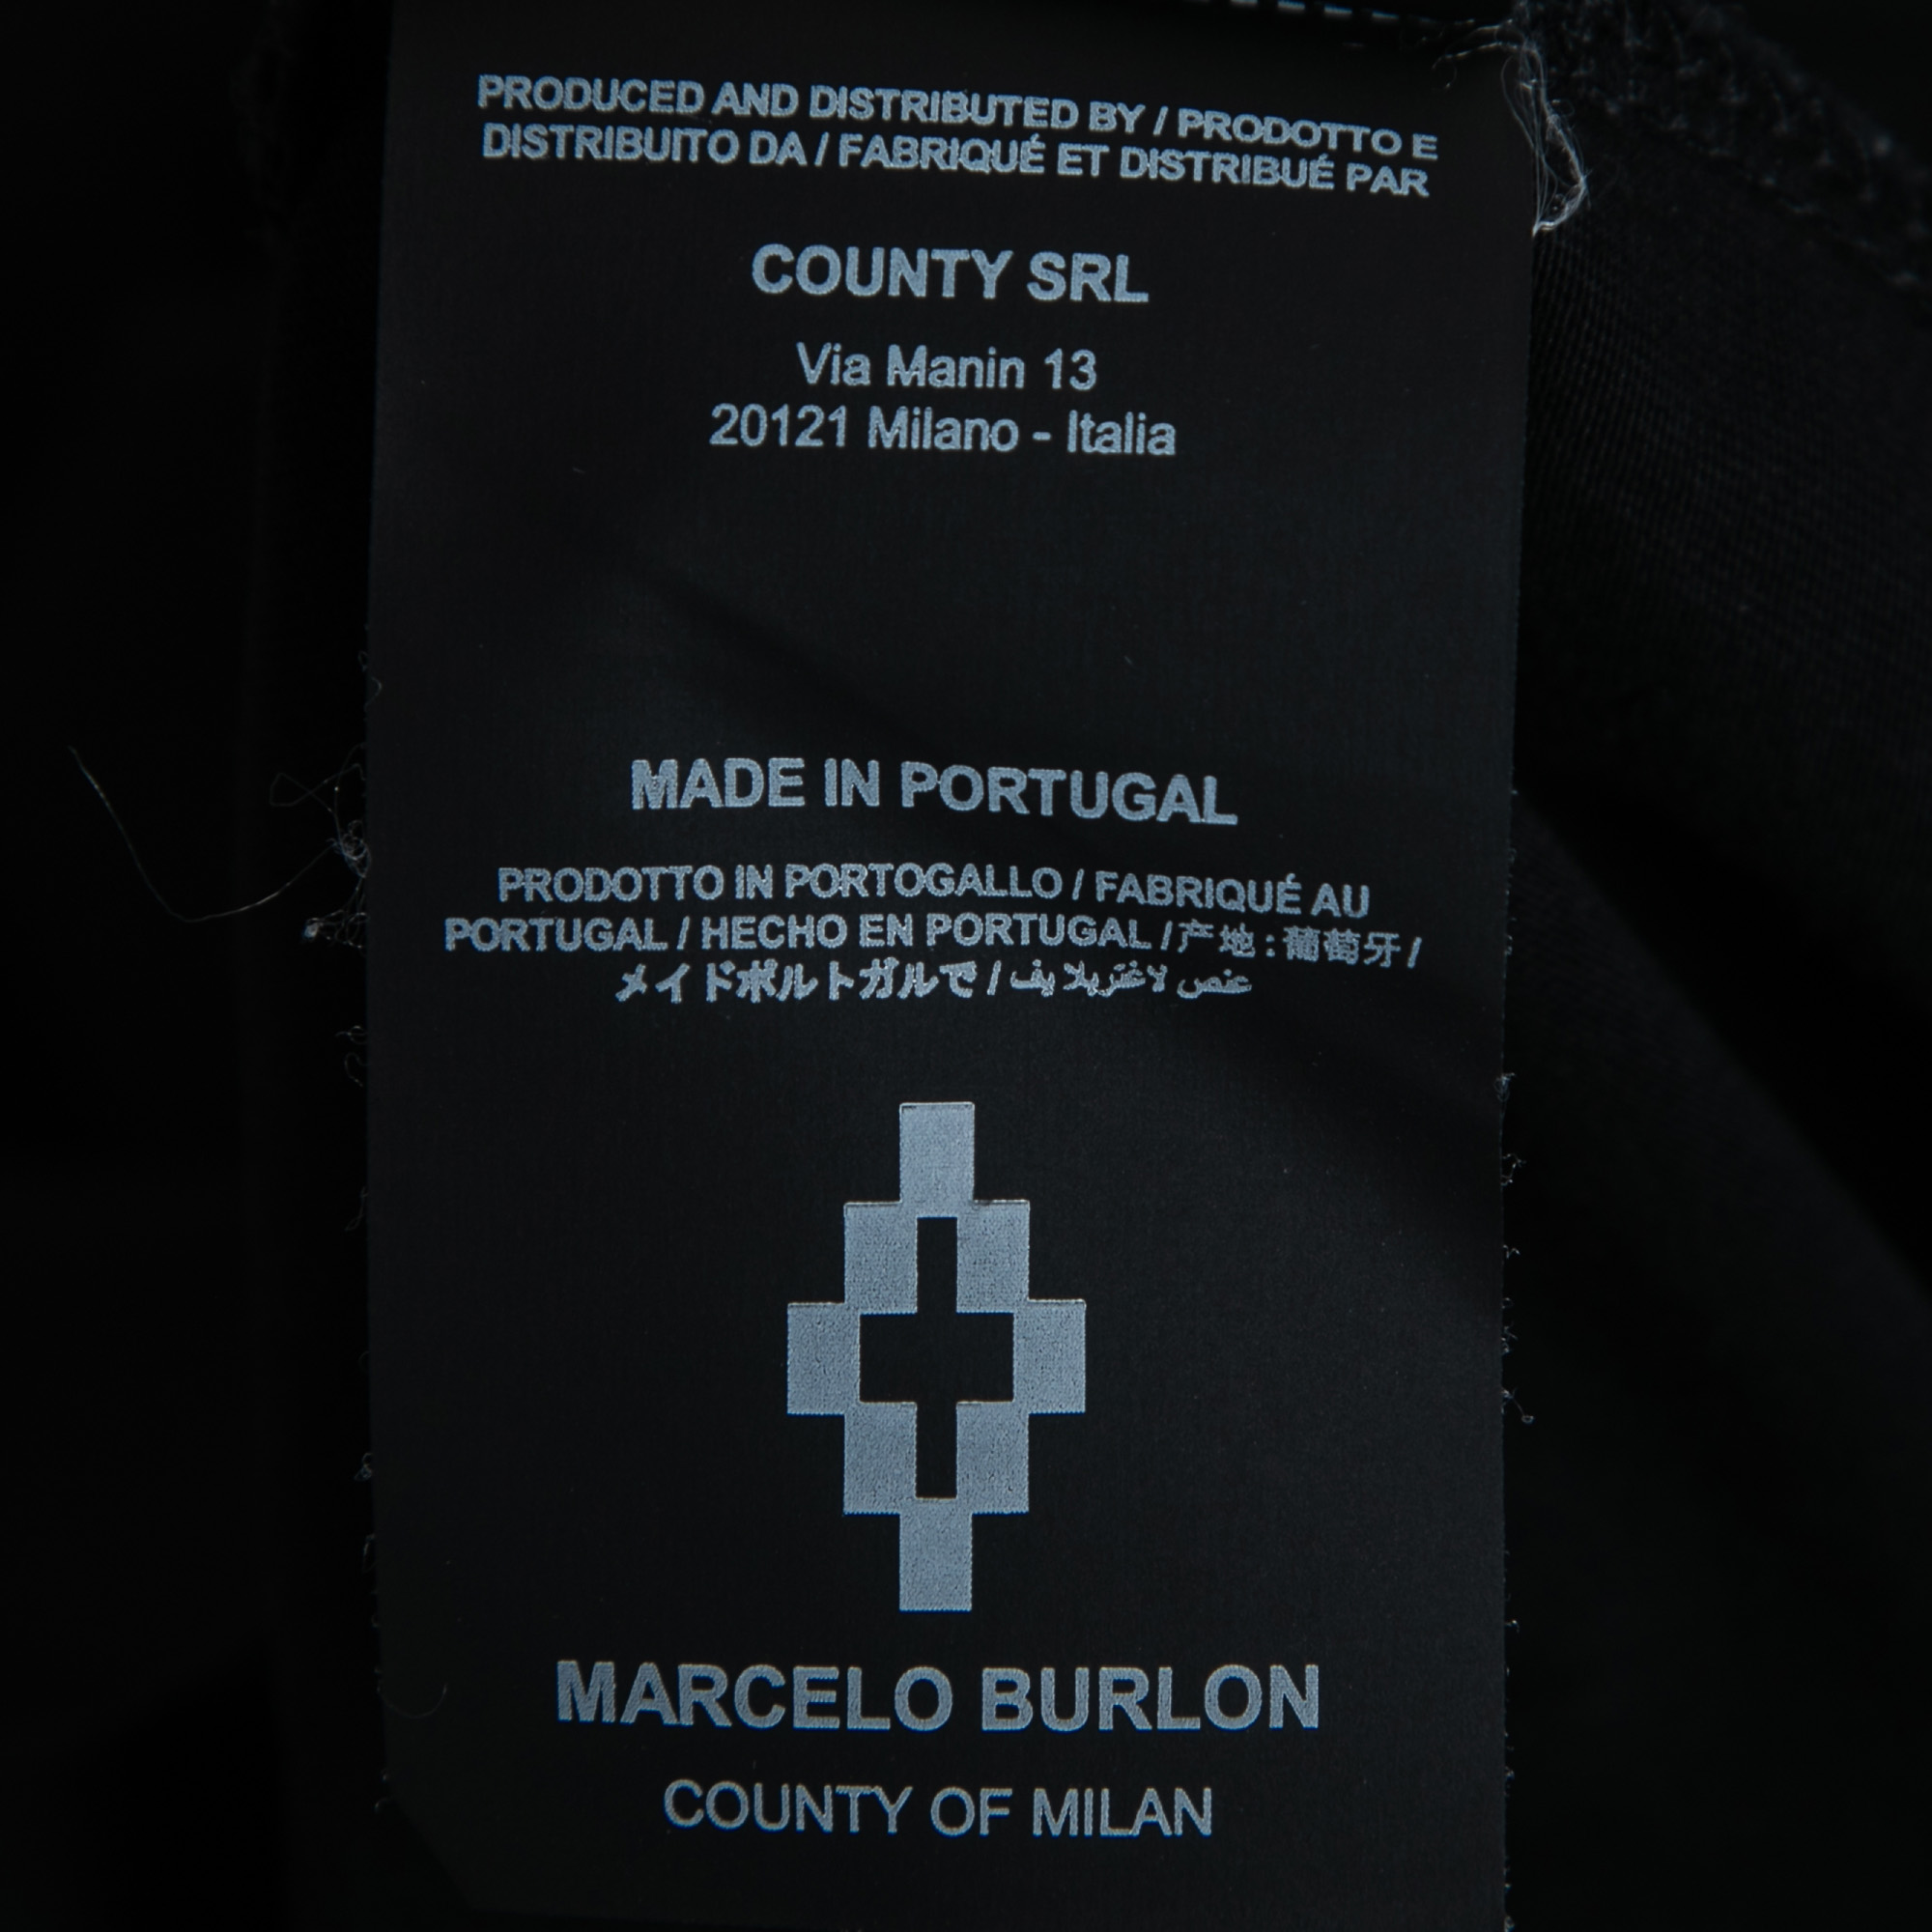 PRODUCED AND DISTRIBUTED BY / PRODOTTO E
DISTRIBUITO DA / FABRIQUÉ ET DISTRIBUÉ PAR
COUNTY SRL
Via Manin 13
20121 Milano - Italia
MADE IN PORTUGAL
PRODOTTO IN PORTOGALLO / FABRIQUÉ AU
PORTUGAL / HECHO EN PORTUGAL / 产地 : 葡萄牙 /
メイドポルトガルで /
MARCELO BURLON
COUNTY OF MILAN